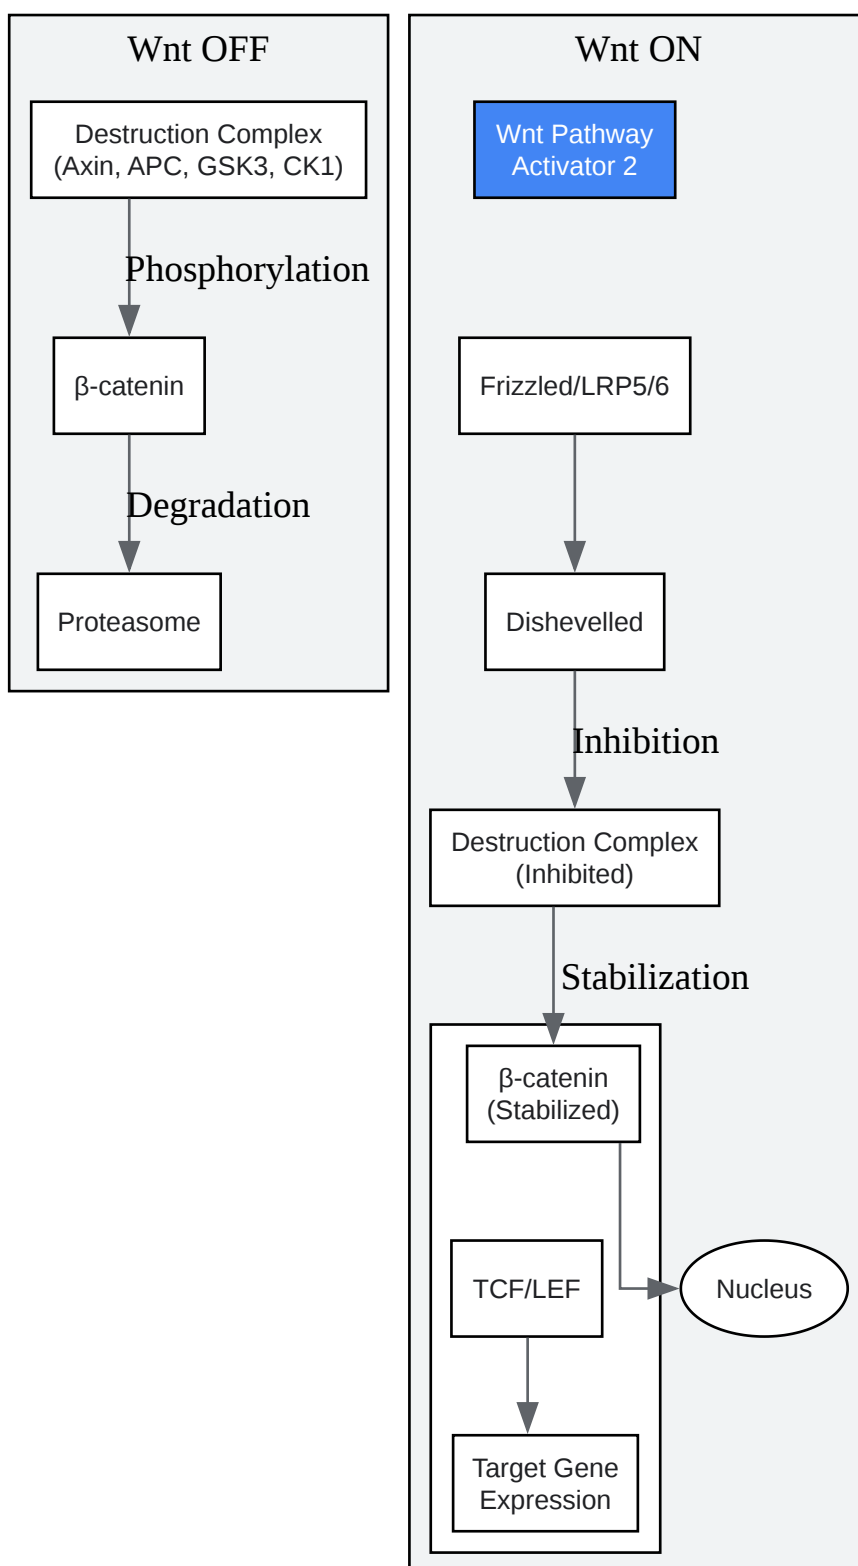 Wnt OFF
Destruction Complex
(Axin, APC, GSK3, CK1)
Phosphorylation
β-catenin
Degradation
Proteasome
Wnt ON
Wnt Pathway
Activator 2
Frizzled/LRP5/6
Dishevelled
Inhibition
Destruction Complex
(Inhibited)
Stabilization
β-catenin
(Stabilized)
TCF/LEF
Nucleus
Target Gene
Expression